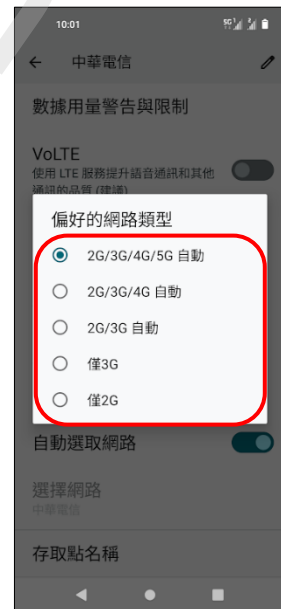 10:01
5G
中華電信
數據用量警告與限制
VoLTE
使用 LTE 服務提升語音通訊和其他
通訊的品質 (建議)
偏好的網路類型
2G/3G/4G/5G 自動
2G/3G/4G 自動
2G/3G 自動
僅3G
僅2G
自動選取網路
選擇網路
中華電信
存取點名稱